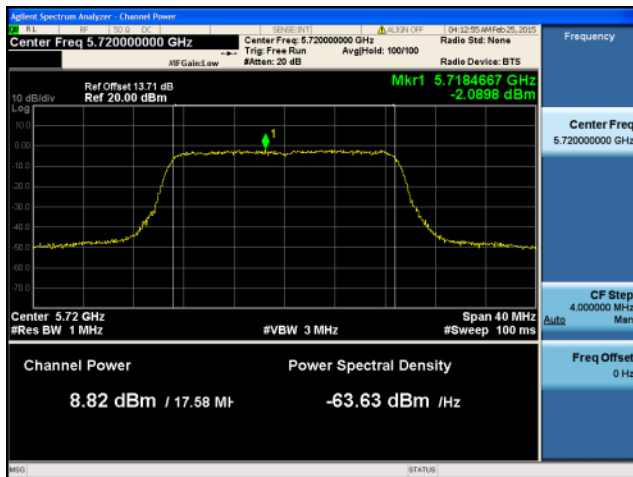 Agilent Spectrum Analyzer - Channel Power
RL RF 50 Ω DC SENSE:INT ALIGN OFF 04:12:55 AM Feb 25, 2015
Center Freq 5.720000000 GHz
Center Freq: 5.720000000 GHz
Radio Std: None
Trig: Free Run Avg|Hold: 100/100
#IFGain:Low #Atten: 20 dB Radio Device: BTS
Frequency
Mkr1 5.7184667 GHz
-2.0898 dBm
Ref Offset 13.71 dB
10 dB/div Ref 20.00 dBm
Log
10.0
0.00
-10.0
-20.0
-30.0
-40.0
-50.0
-60.0
-70.0
1
Center 5.72 GHz Span 40 MHz
#Res BW 1 MHz #VBW 3 MHz #Sweep 100 ms
Channel Power Power Spectral Density
8.82 dBm / 17.58 MH -63.63 dBm /Hz
Center Freq
5.720000000 GHz
CF Step
4.000000 MHz
Auto Man
Freq Offset
0 Hz
MSG STATUS